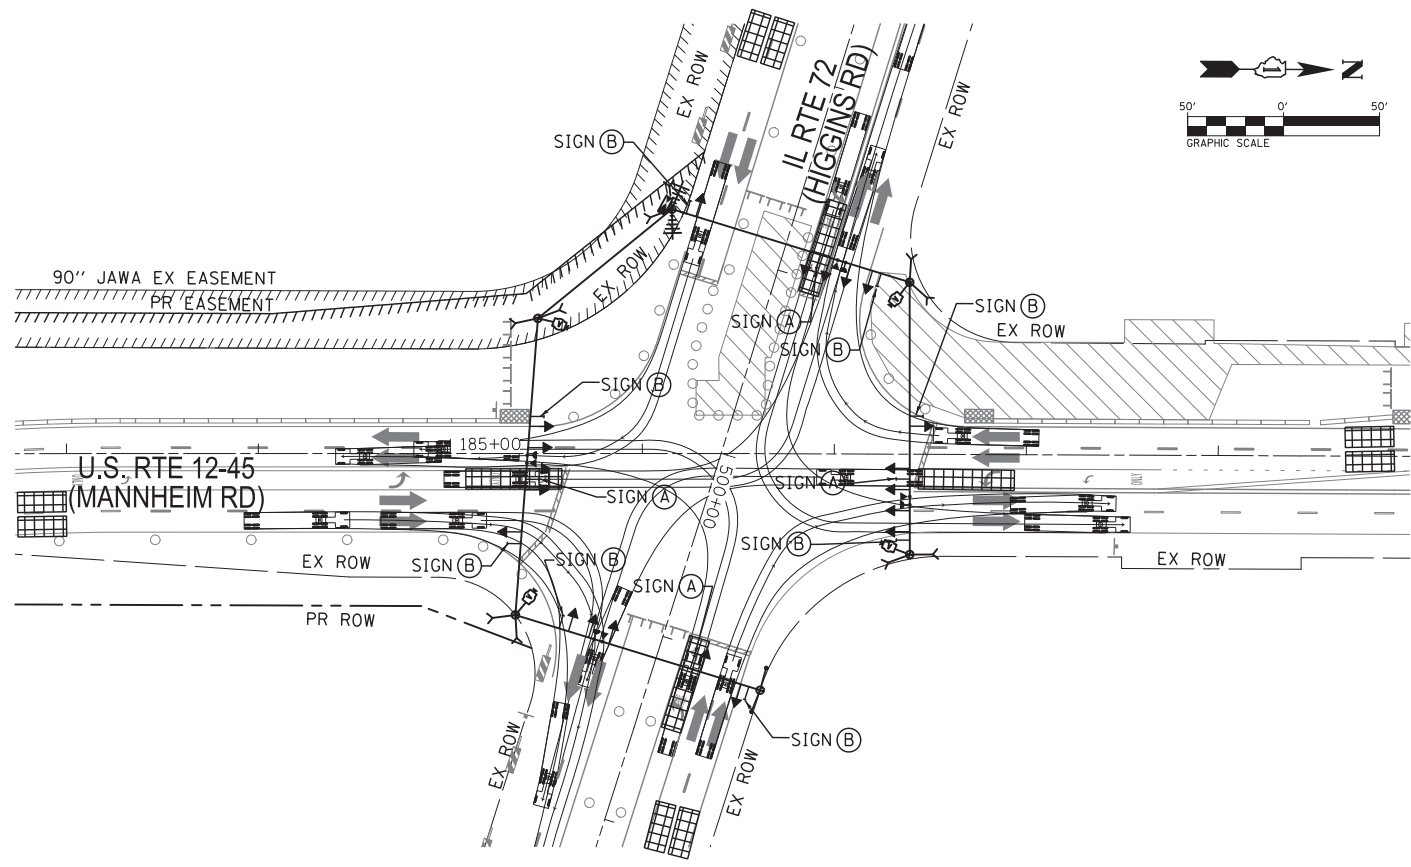 IL RTE 72
(HIGGINS RD)
EX ROW
EX ROW
N
50' 0' 50'
GRAPHIC SCALE
SIGN B
90'' JAWA EX EASEMENT
PR EASEMENT
EX ROW
SIGN B
EX ROW
SIGN A
SIGN B
SIGN B
185+00
U.S. RTE 12-45
(MANNHEIM RD)
SIGN A
SIGN A
ONLY
500+00
SIGN B
EX ROW
SIGN B
SIGN B
EX ROW
SIGN A
PR ROW
EX ROW
SIGN B
EX ROW